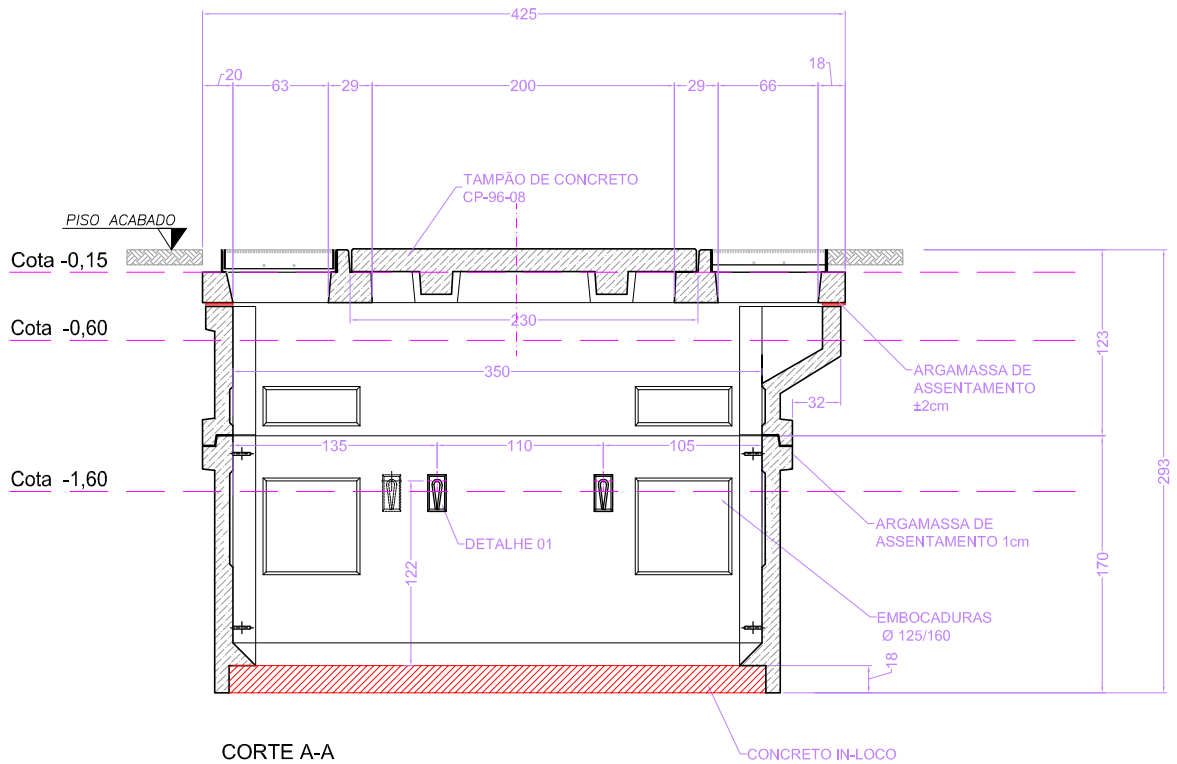 425
20
63
29
200
29
66
18
TAMPÃO DE CONCRETO
CP-96-08
PISO ACABADO
Cota -0,15
230
Cota -0,60
123
350
ARGAMASSA DE
ASSENTAMENTO
±2cm
32
135
110
105
293
Cota -1,60
ARGAMASSA DE
ASSENTAMENTO 1cm
DETALHE 01
122
170
EMBOCADURAS
Ø 125/160
18
CORTE A-A
CONCRETO IN-LOCO